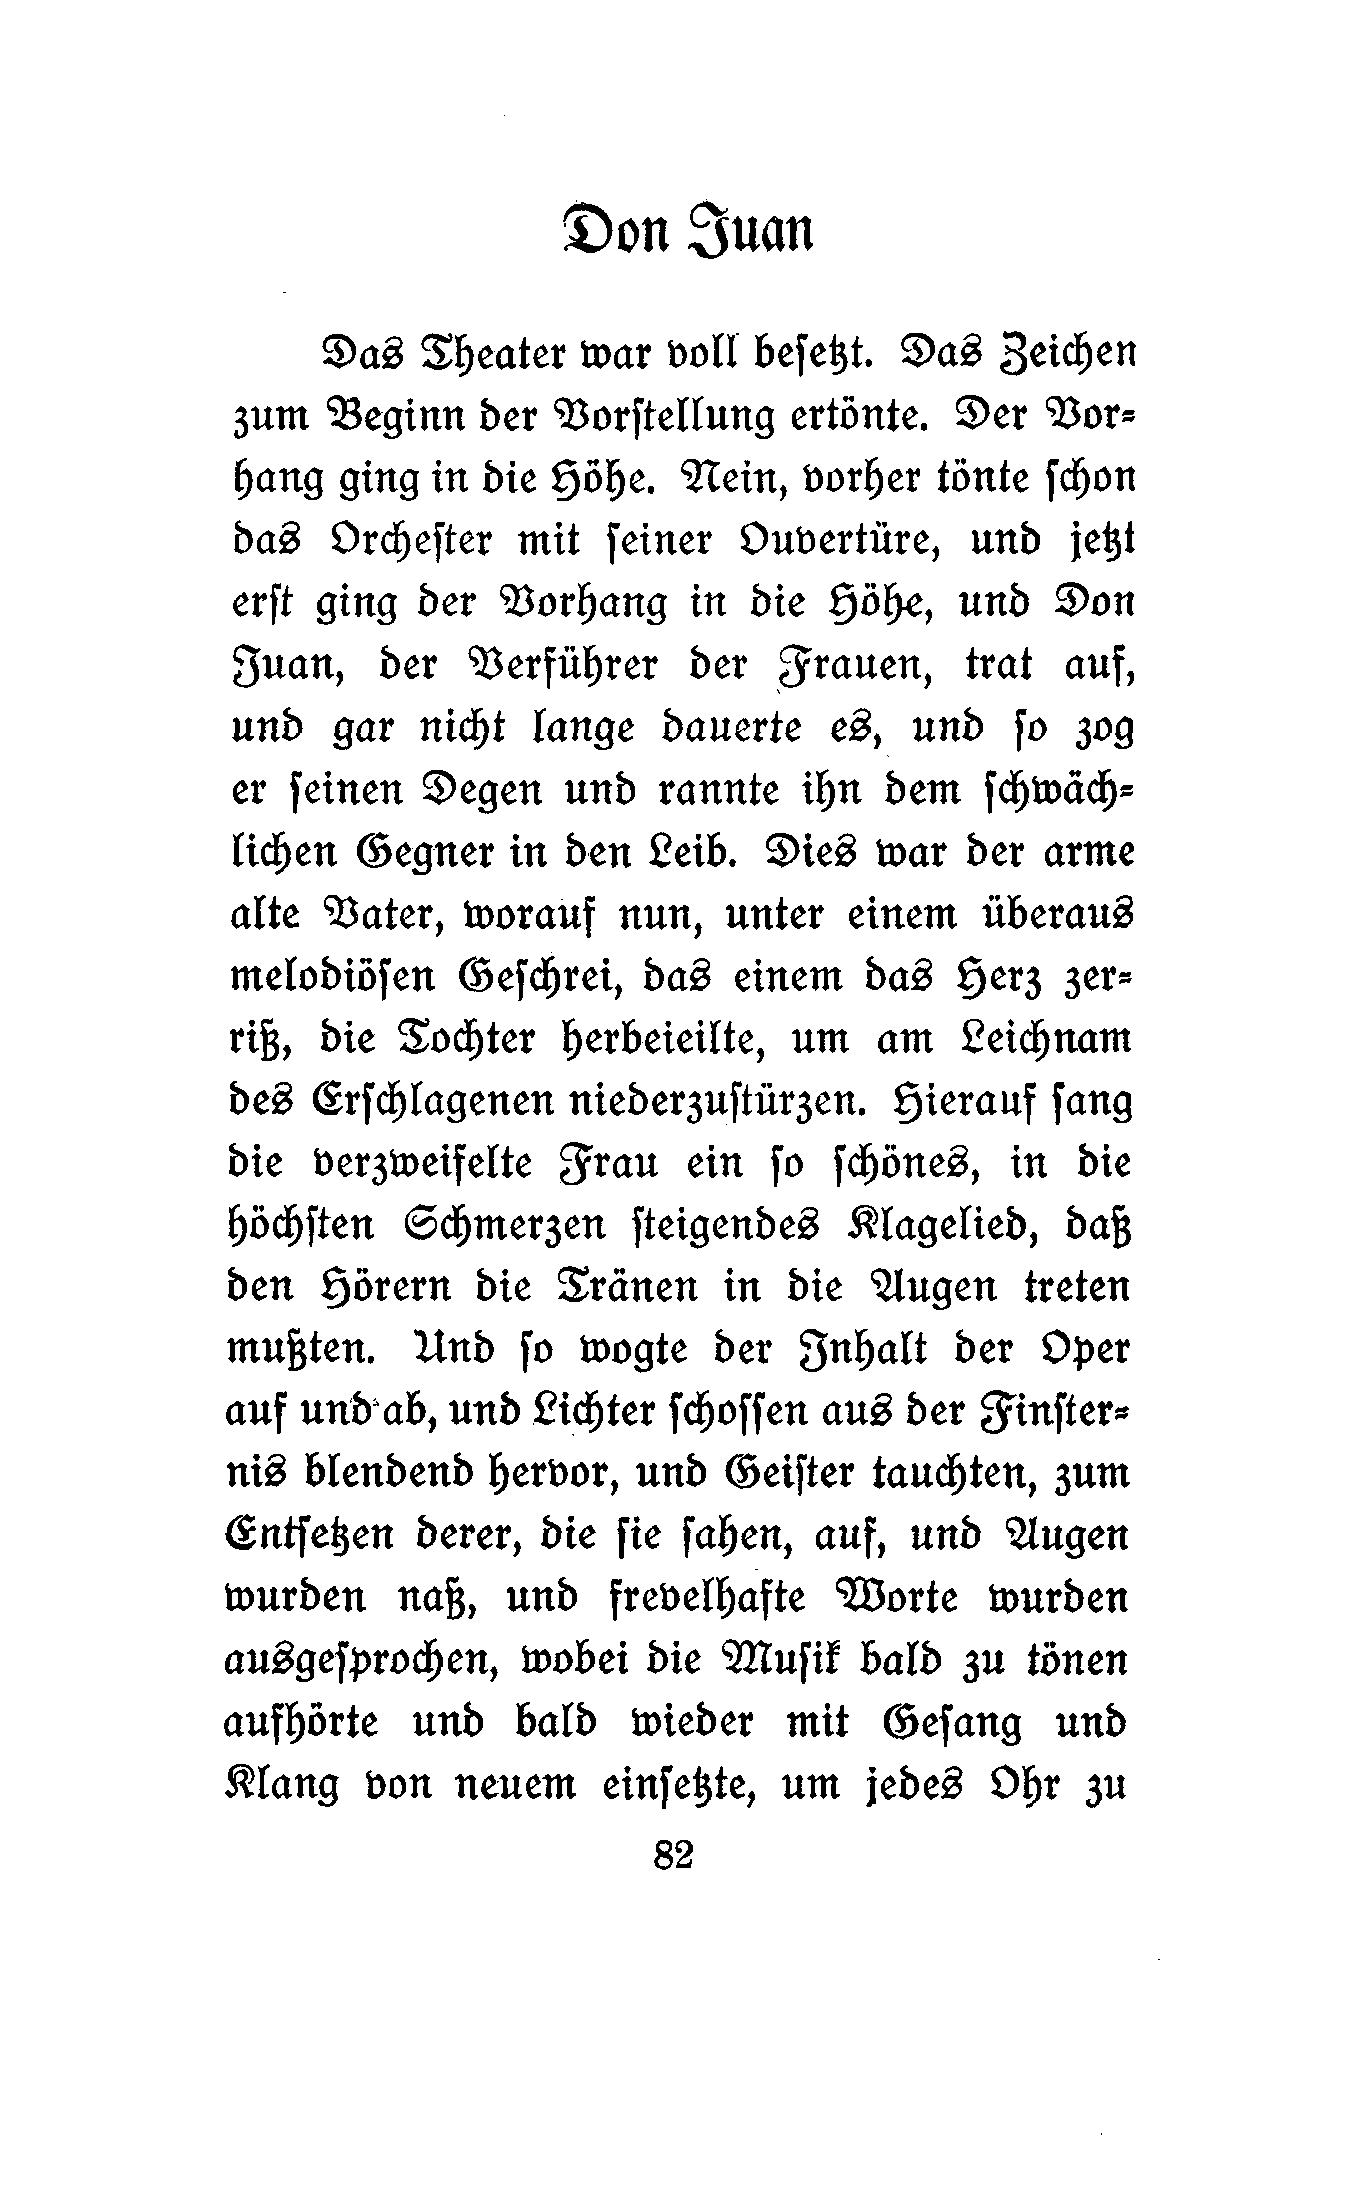 Don Juan
Das Theater war voll besetzt. Das Zeichen
zum Beginn der Vorstellung ertönte. Der Vor-
hang ging in die Höhe. Nein, vorher tönte schon
das Orchester mit seiner Ouvertüre, und jetzt
erst ging der Vorhang in die Höhe, und Don
Juan, der Verführer der Frauen, trat auf,
und gar nicht lange dauerte es, und so zog
er seinen Degen und rannte ihn dem schwäch-
lichen Gegner in den Leib. Dies war der arme
alte Vater, worauf nun, unter einem überaus
melodiösen Geschrei, das einem das Herz zer-
riß, die Tochter herbeieilte, um am Leichnam
des Erschlagenen niederzustürzen. Hierauf sang
die verzweifelte Frau ein so schönes, in die
höchsten Schmerzen steigendes Klagelied, daß
den Hörern die Tränen in die Augen treten
mußten. Und so wogte der Inhalt der Oper
auf und ab, und Lichter schossen aus der Finster-
nis blendend hervor, und Geister tauchten, zum
Entsetzen derer, die sie sahen, auf, und Augen
wurden naß, und frevelhafte Worte wurden
ausgesprochen, wobei die Musik bald zu tönen
aufhörte und bald wieder mit Gesang und
Klang von neuem einsetzte, um jedes Ohr zu
82